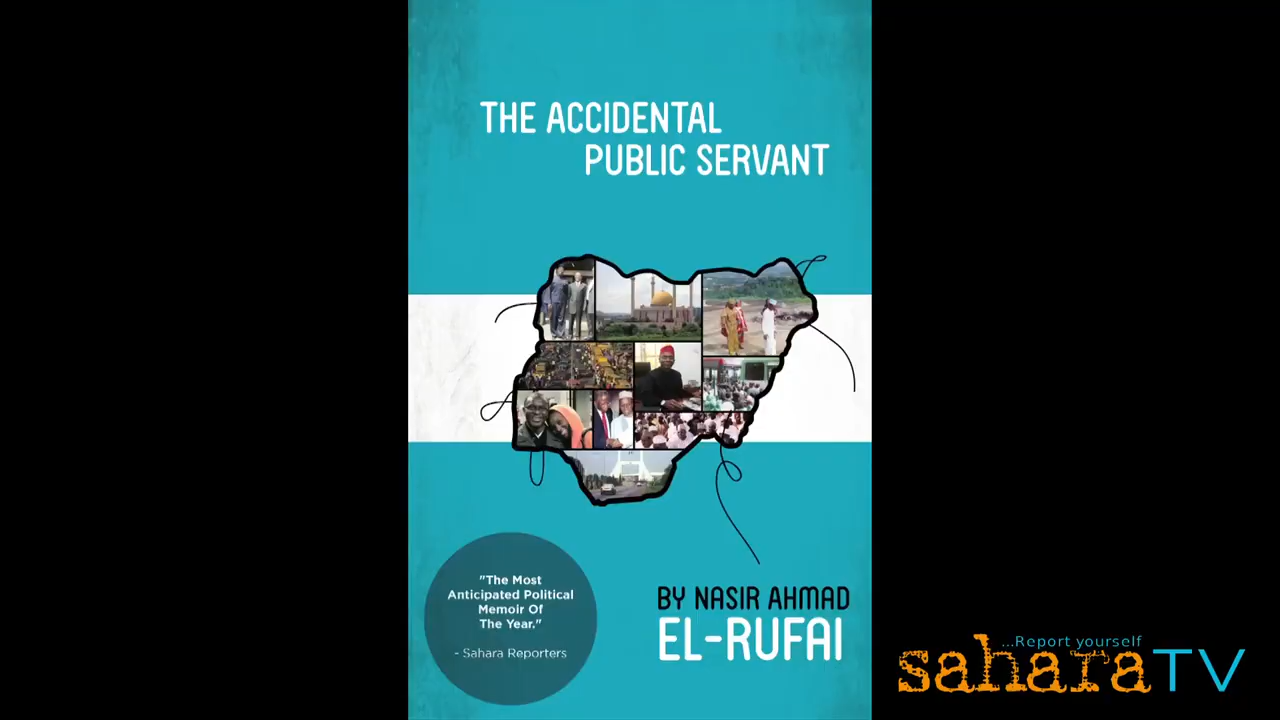 THE ACCIDENTAL
PUBLIC SERVANT
"The Most
Anticipated Political
Memoir Of
The Year."
- Sahara Reporters
BY NASIR AHMAD
EL-RUFAI
...Report yourself
saharaTV